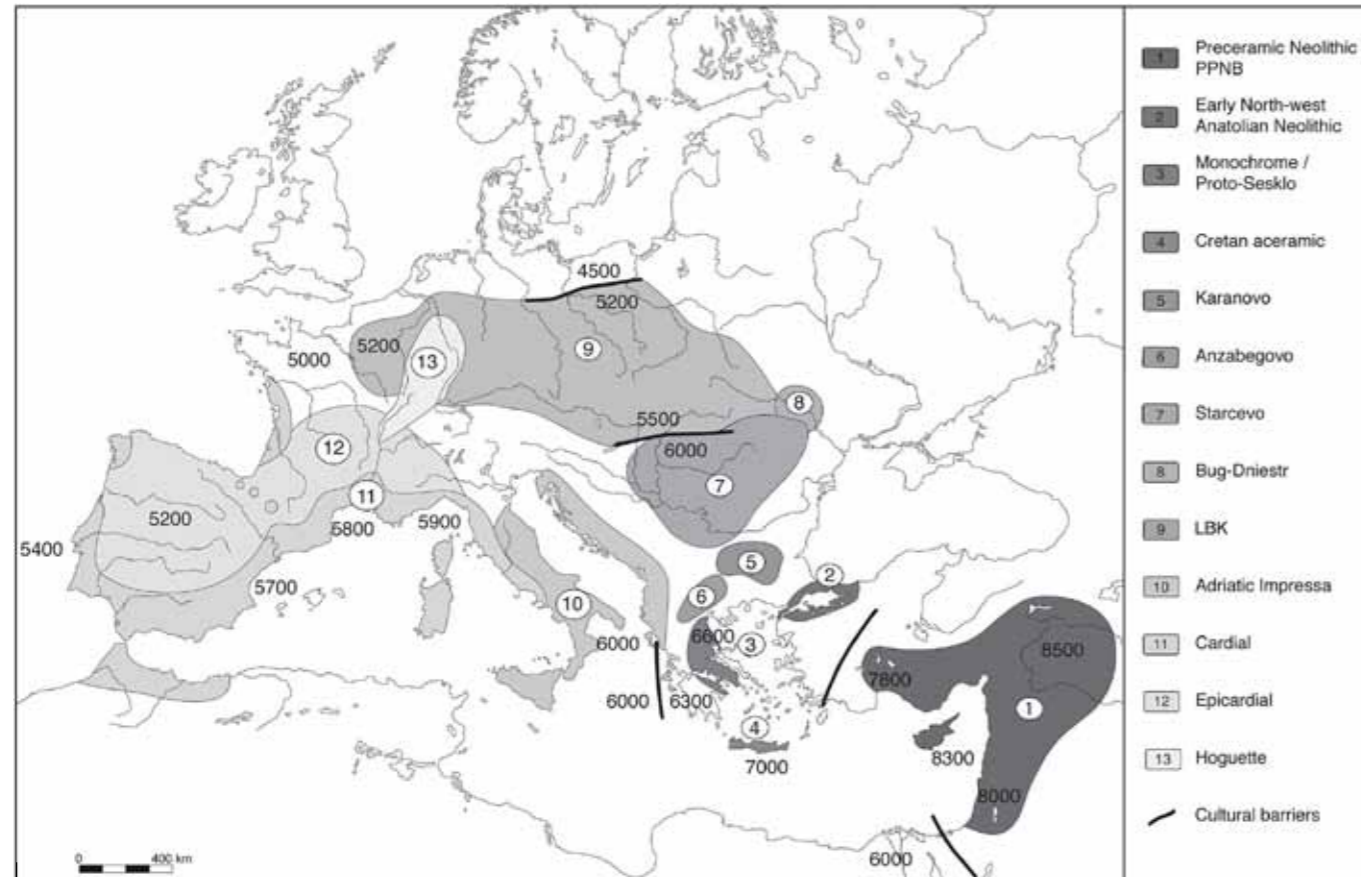 4500
5200
5000
5200
13
9
8
5500
6000
12
7
11
5200
5800
5900
5400
5
2
5700
6
10
6600
3
8500
6000
7800
1
6000
6300
4
8300
7000
8000
6000
0 400 km
1 Preceramic Neolithic
PPNB
2 Early North-west
Anatolian Neolithic
3 Monochrome /
Proto-Sesklo
4 Cretan aceramic
5 Karanovo
6 Anzabegovo
7 Starcevo
8 Bug-Dniestr
9 LBK
10 Adriatic Impressa
11 Cardial
12 Epicardial
13 Hoguette
Cultural barriers